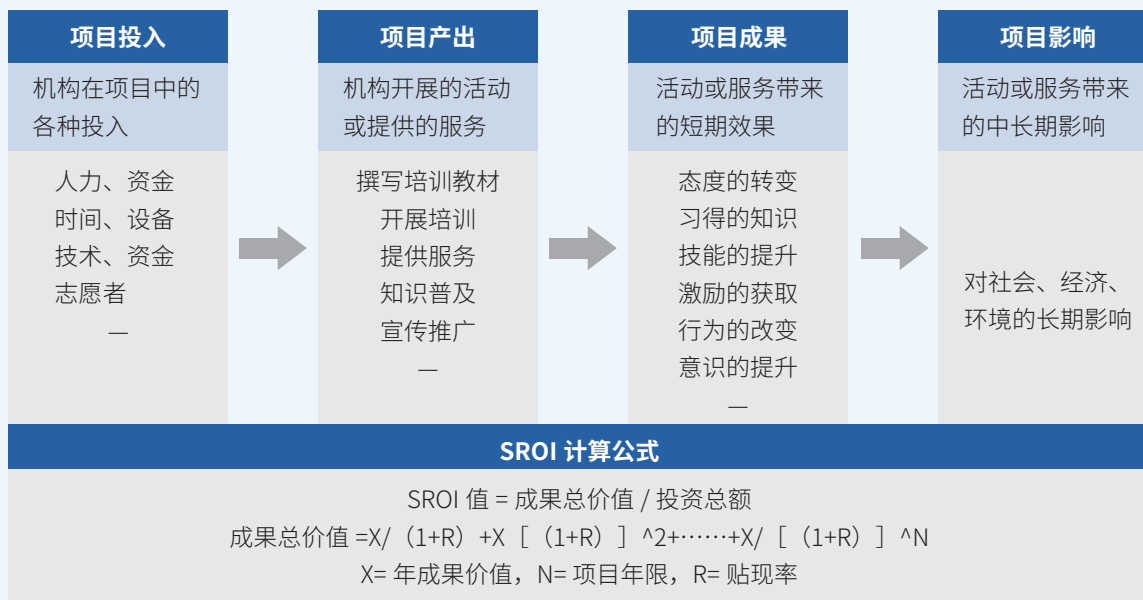 项目投入
机构在项目中的
各种投入
人力、资金
时间、设备
技术、资金
志愿者
—
项目产出
机构开展的活动
或提供的服务
撰写培训教材
开展培训
提供服务
知识普及
宣传推广
—
项目成果
活动或服务带来
的短期效果
态度的转变
习得的知识
技能的提升
激励的获取
行为的改变
意识的提升
—
项目影响
活动或服务带来
的中长期影响
对社会、经济、
环境的长期影响
SROI 计算公式
SROI 值 = 成果总价值 / 投资总额
成果总价值 =X/（1+R）+X［（1+R）］^2+……+X/［（1+R）］^N
X= 年成果价值，N= 项目年限，R= 贴现率